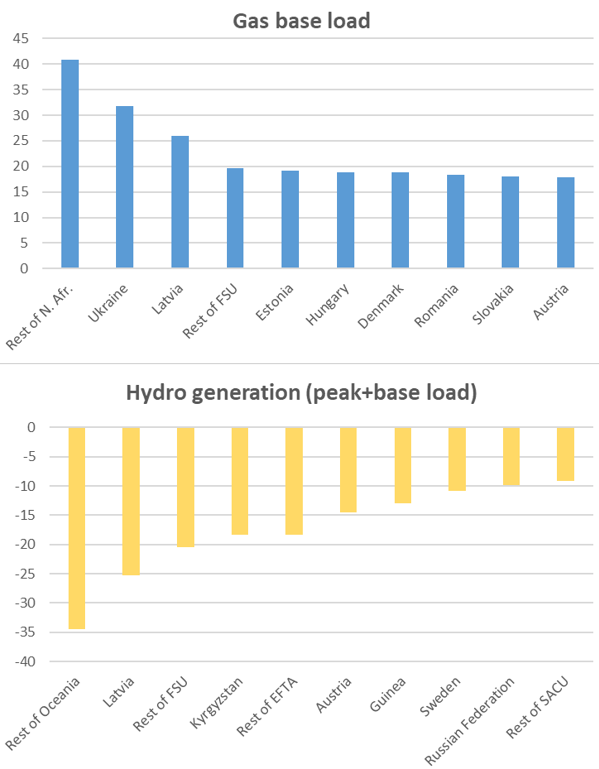 Gas base load
45
40
35
30
25
20
15
10
5
0
Rest of N. Afr.
Ukraine
Latvia
Rest of FSU
Estonia
Hungary
Denmark
Romania
Slovakia
Austria
Hydro generation (peak+base load)
0
-5
-10
-15
-20
-25
-30
-35
-40
Rest of Oceania
Latvia
Rest of FSU
Kyrgyzstan
Rest of EFTA
Austria
Guinea
Sweden
Russian Federation
Rest of SACU